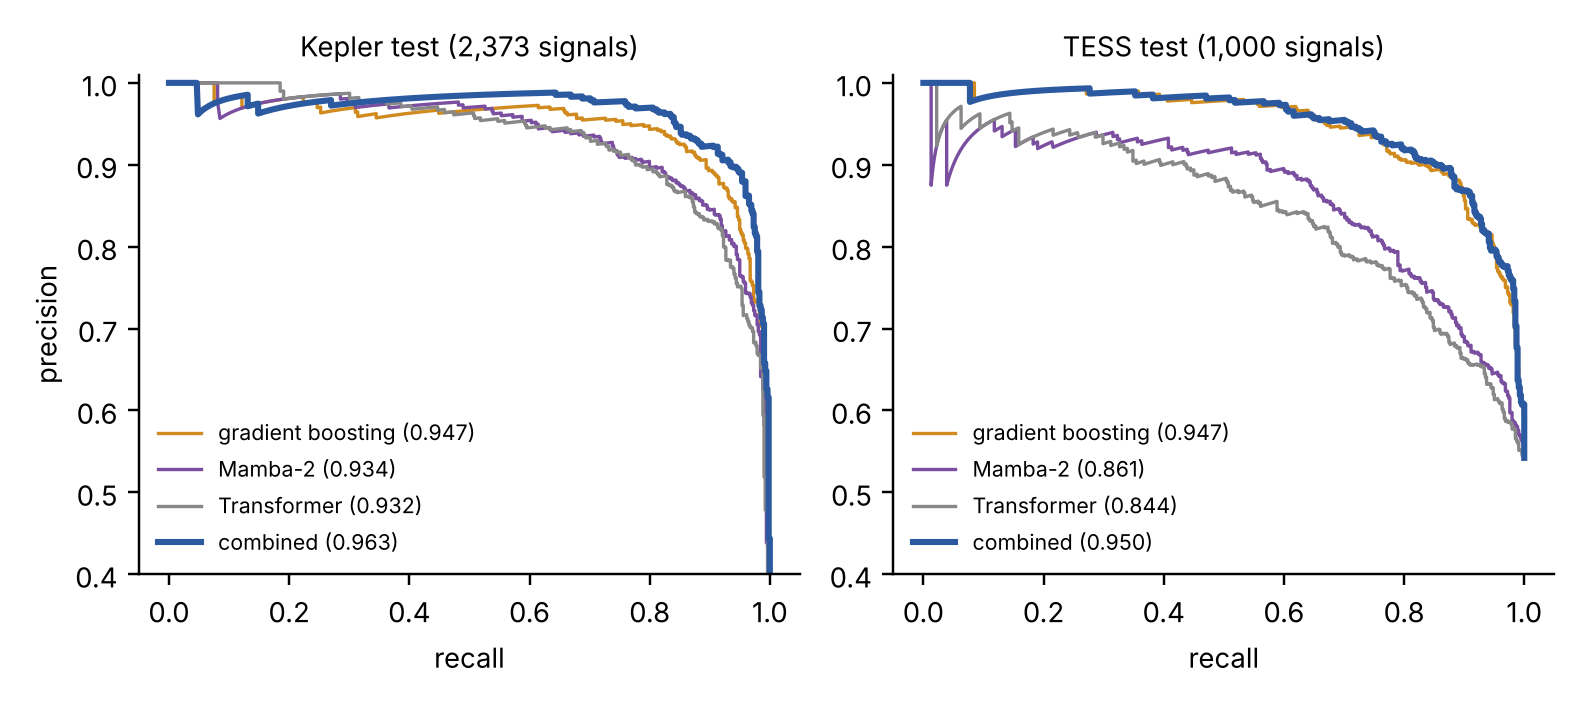 Kepler test (2,373 signals)
precision
1.0
0.9
0.8
0.7
0.6
0.5
0.4
gradient boosting (0.947)
Mamba-2 (0.934)
Transformer (0.932)
combined (0.963)
0.0 0.2 0.4 0.6 0.8 1.0
recall
TESS test (1,000 signals)
1.0
0.9
0.8
0.7
0.6
0.5
0.4
gradient boosting (0.947)
Mamba-2 (0.861)
Transformer (0.844)
combined (0.950)
0.0 0.2 0.4 0.6 0.8 1.0
recall